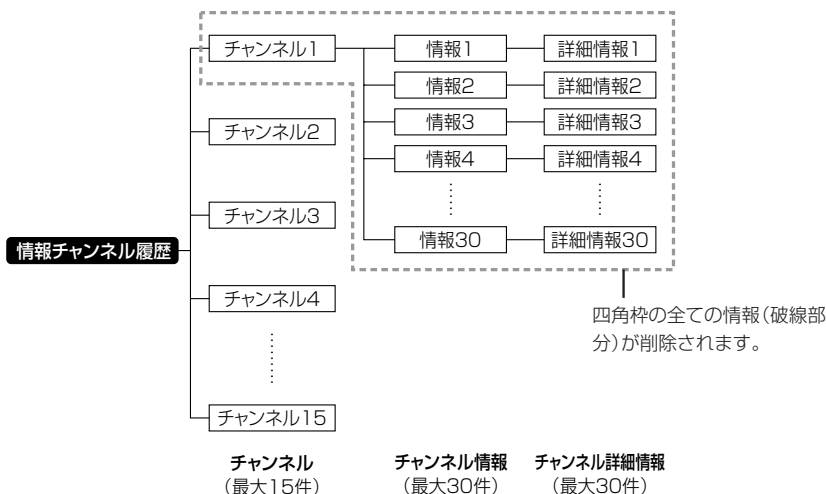 チャンネル1 情報1 詳細情報1
情報2 詳細情報2
情報3 詳細情報3
チャンネル2
情報4 詳細情報4
チャンネル3
情報30 詳細情報30
情報チャンネル履歴
チャンネル4
四角枠の全ての情報(破線部
分)が削除されます。
チャンネル15
チャンネル チャンネル情報 チャンネル詳細情報
(最大15件) (最大30件) (最大30件)